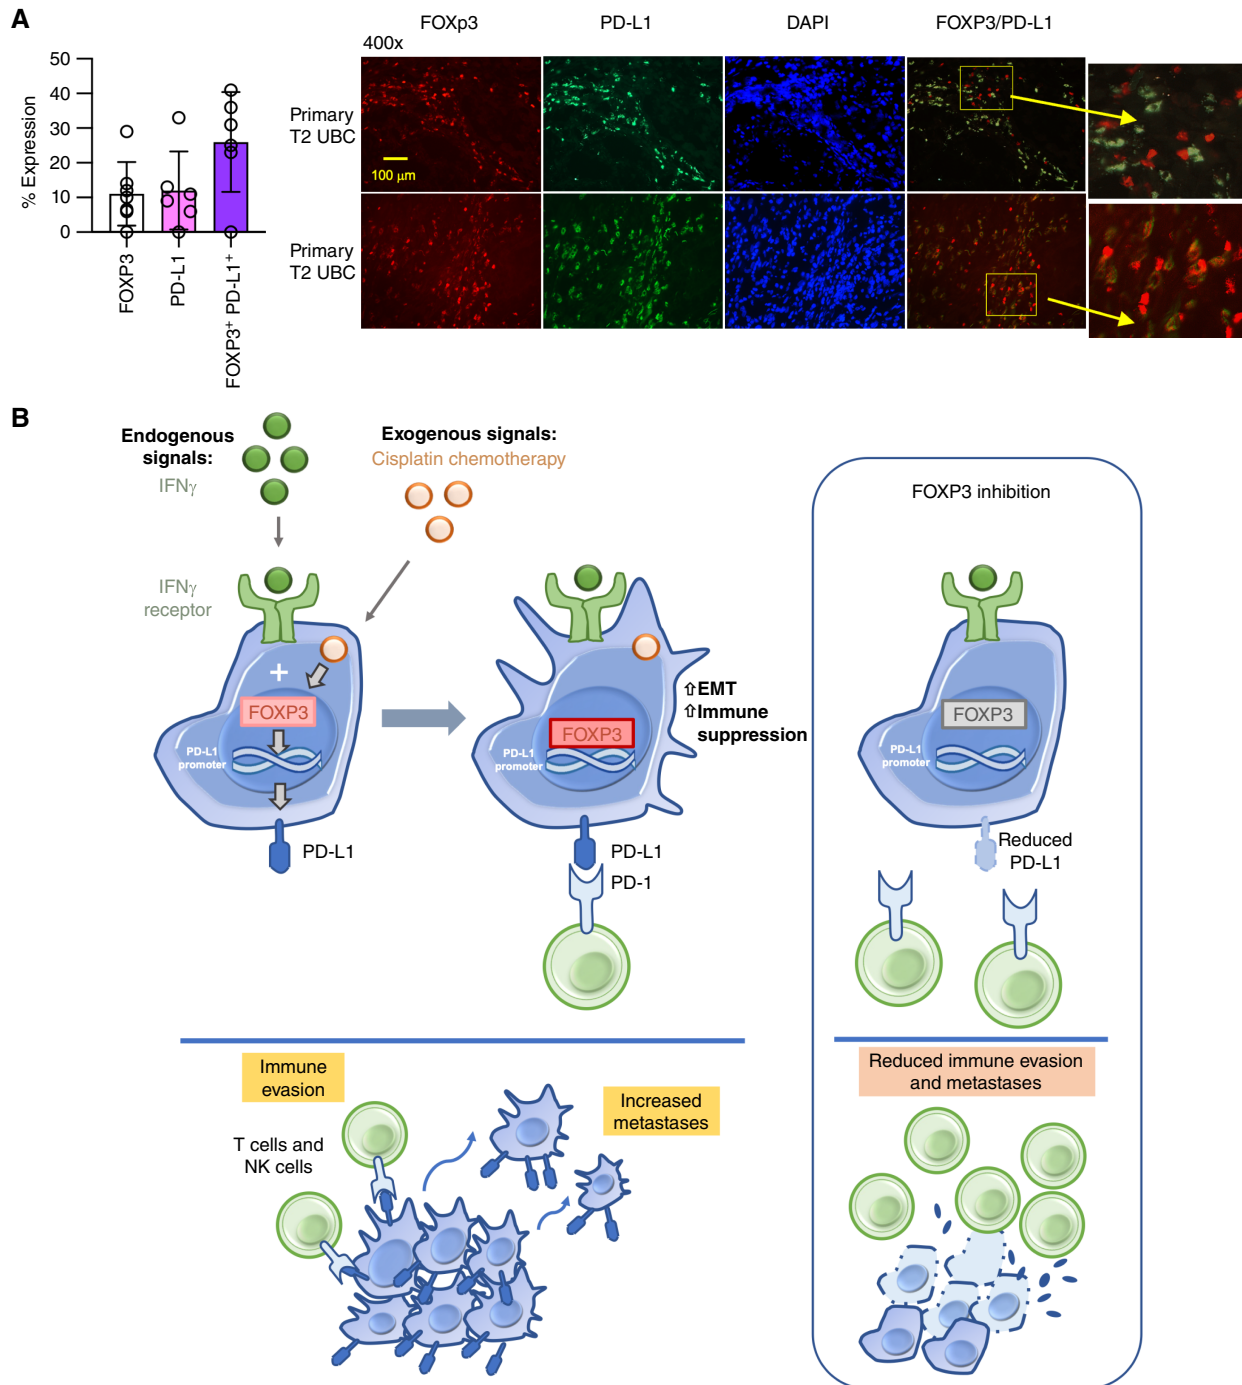 A
FOXp3
PD-L1
DAPI
FOXP3/PD-L1
400x
% Expression
50
40
30
20
10
0
FOXP3
PD-L1
FOXP3⁺ PD-L1⁺
Primary
T2 UBC
100 μm
Primary
T2 UBC
B
Endogenous
signals:
IFNγ
Exogenous signals:
Cisplatin chemotherapy
IFNγ
receptor
+
FOXP3
PD-L1
promoter
PD-L1
FOXP3
PD-L1
promoter
⇧EMT
⇧Immune
suppression
PD-L1
PD-1
FOXP3 inhibition
FOXP3
PD-L1
promoter
Reduced
PD-L1
Immune
evasion
T cells and
NK cells
Increased
metastases
Reduced immune evasion
and metastases